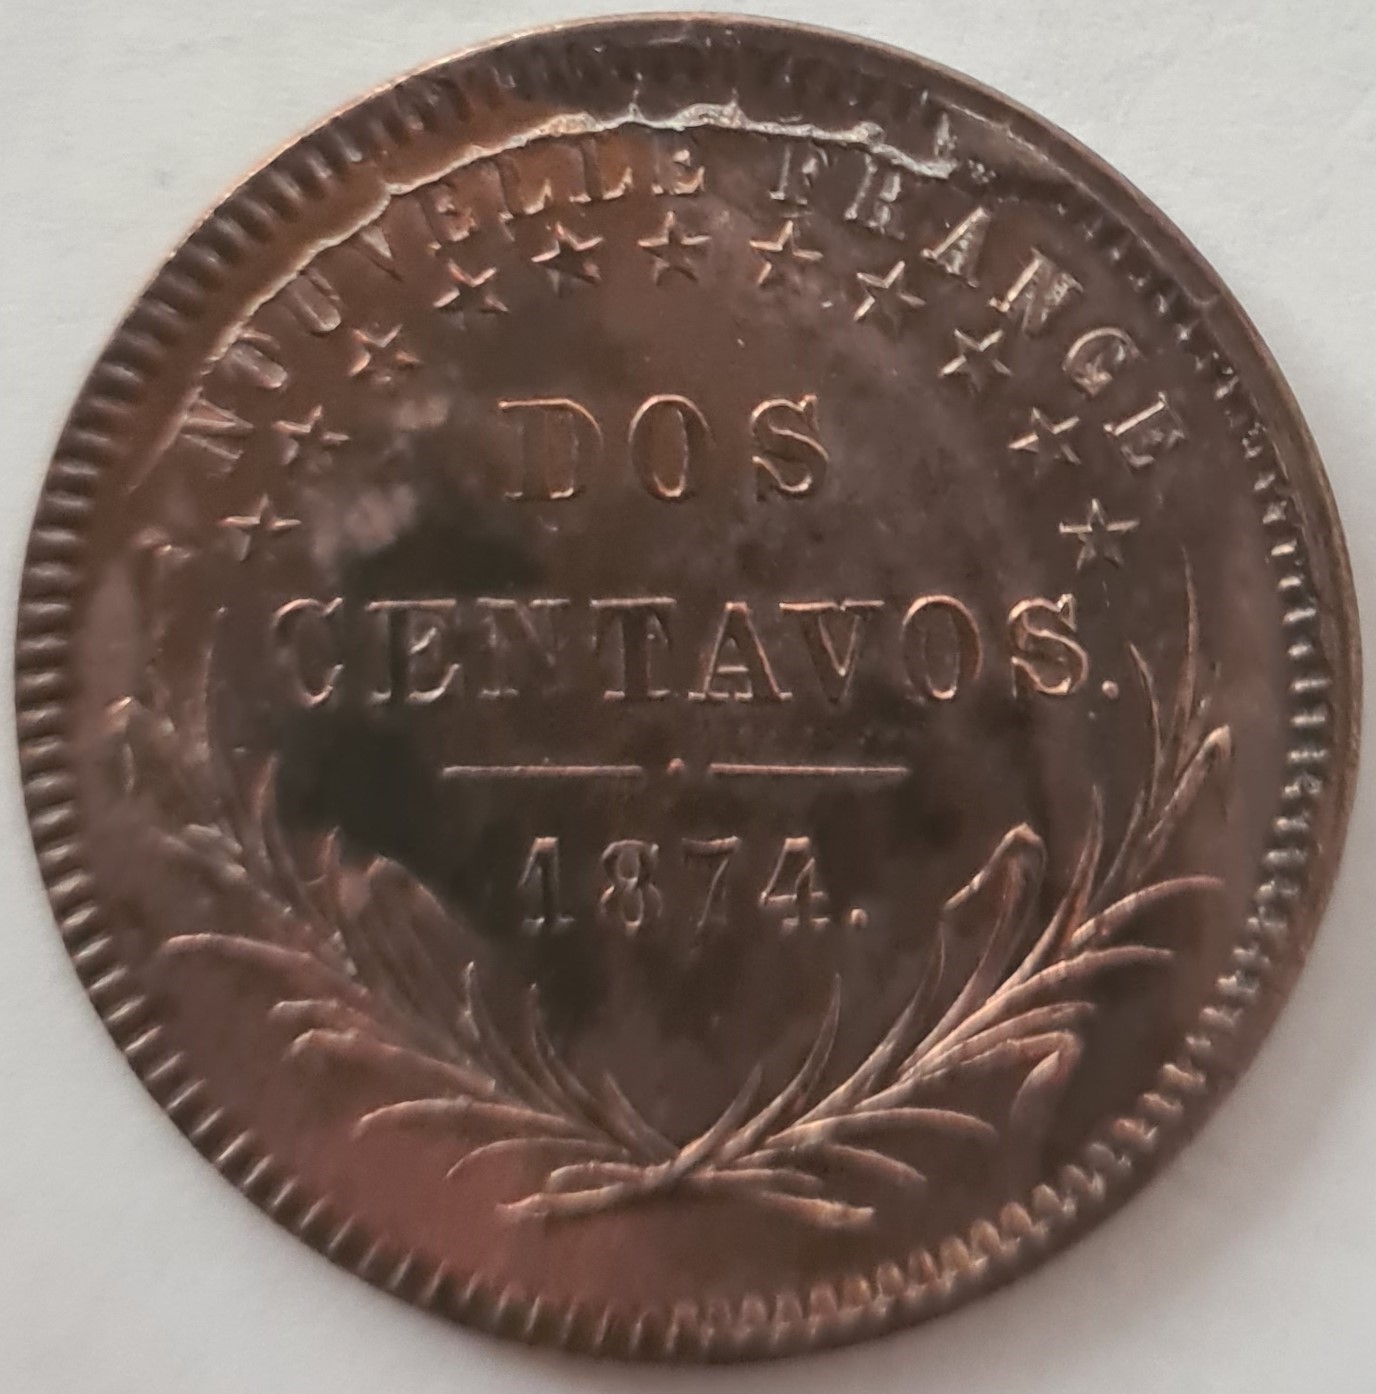 NOUVELLE FRANCE
DOS
CENTAVOS.
1874.